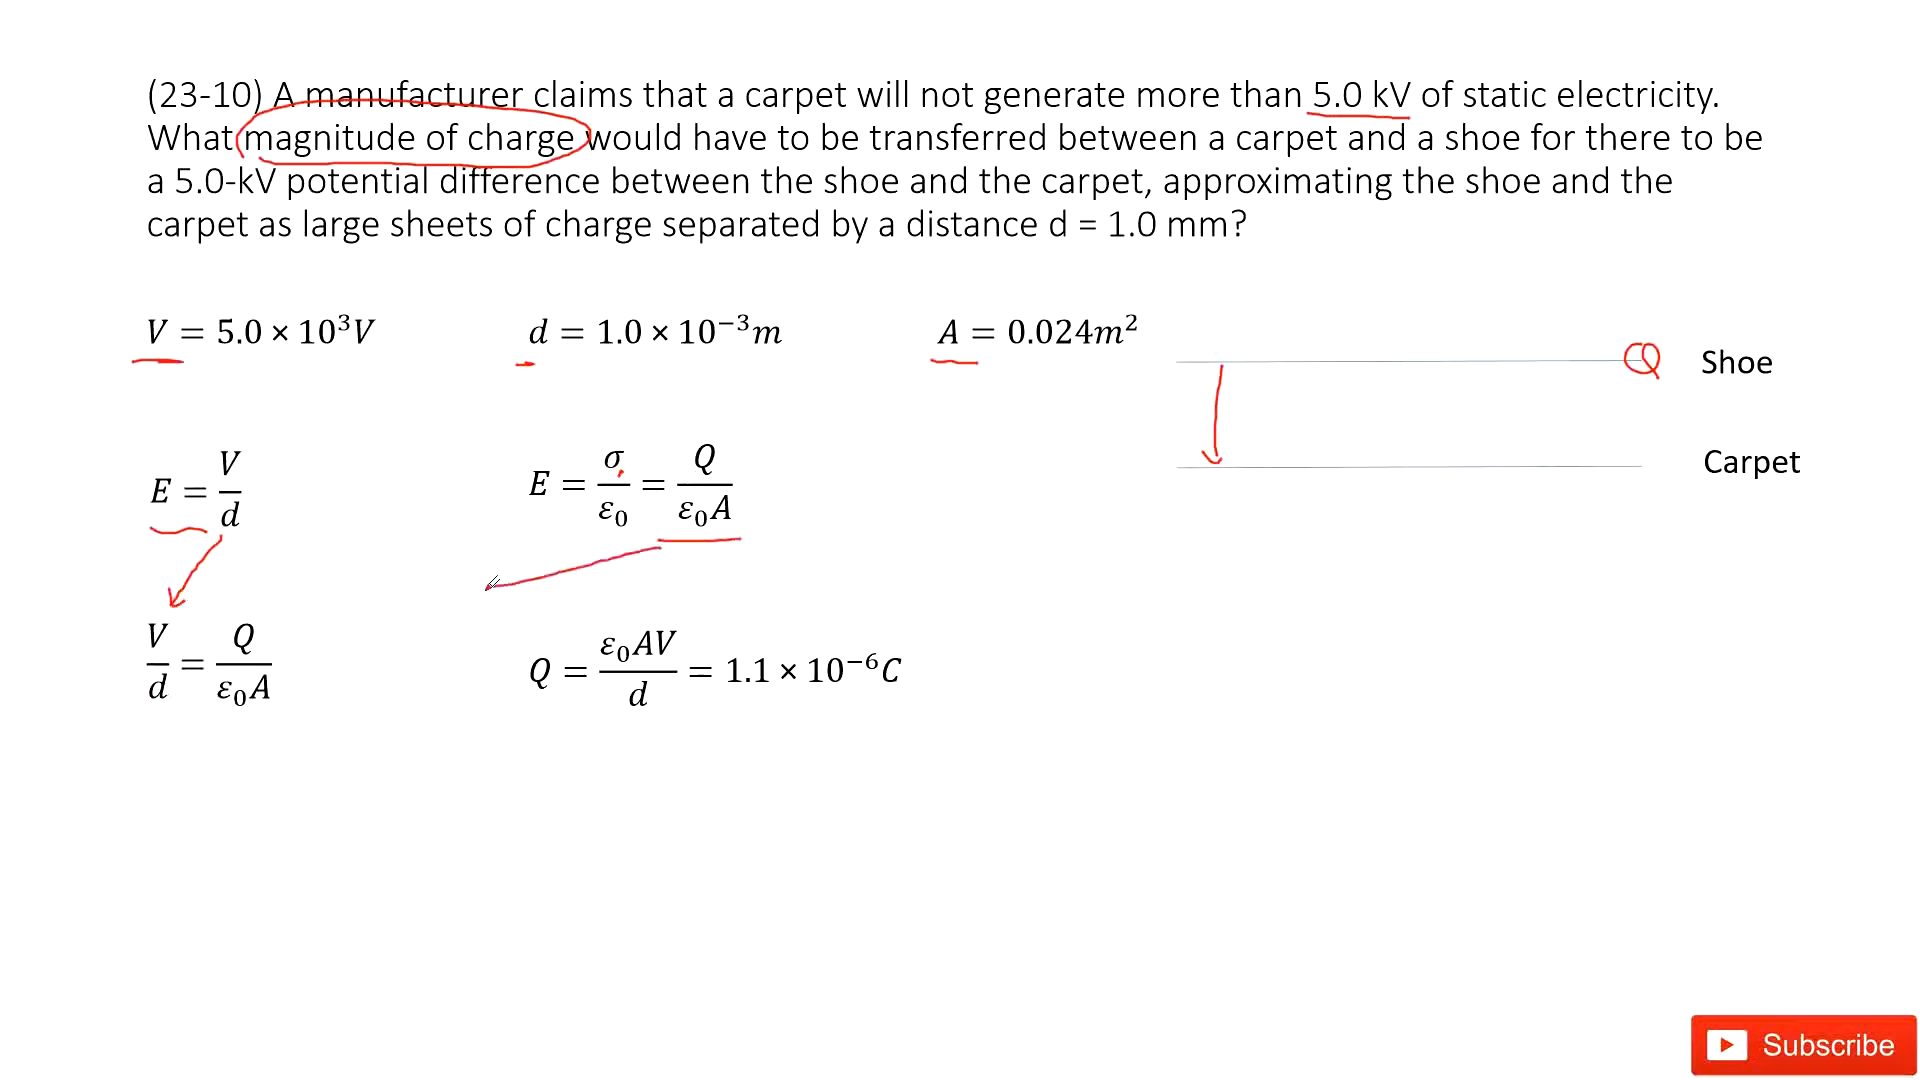 (23-10) A manufacturer claims that a carpet will not generate more than 5.0 kV of static electricity.
What magnitude of charge would have to be transferred between a carpet and a shoe for there to be
a 5.0-kV potential difference between the shoe and the carpet, approximating the shoe and the
carpet as large sheets of charge separated by a distance d = 1.0 mm?
V = 5.0 × 10³V d = 1.0 × 10⁻³m A = 0.024m²
Q Shoe
Carpet
E = V/d E = σ/ε₀ = Q/ε₀A
V/d = Q/ε₀A Q = ε₀AV/d = 1.1 × 10⁻⁶C
Subscribe